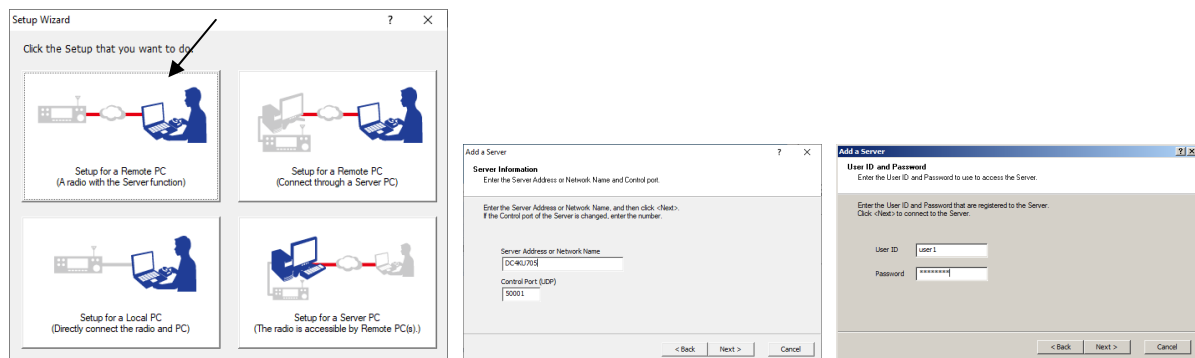 Setup Wizard
Click the Setup that you want to do.
Setup for a Remote PC
(A radio with the Server function)
Setup for a Remote PC
(Connect through a Server PC)
Setup for a Local PC
(Directly connect the radio and PC)
Setup for a Server PC
(The radio is accessible by Remote PC(s).)
Add a Server
Server Information
Enter the Server Address or Network Name and Control port.
Enter the Server Address or Network Name, and then click <Next>.
If the Control port of the Server is changed, enter the number.
Server Address or Network Name
DC4KU705
Control Port (UDP)
50001
< Back Next > Cancel
Add a Server
User ID and Password
Enter the User ID and Password to use to access the Server.
Enter the User ID and Password that are registered to the Server.
Click <Next> to connect to the Server.
User ID user1
Password ********
< Back Next > Cancel